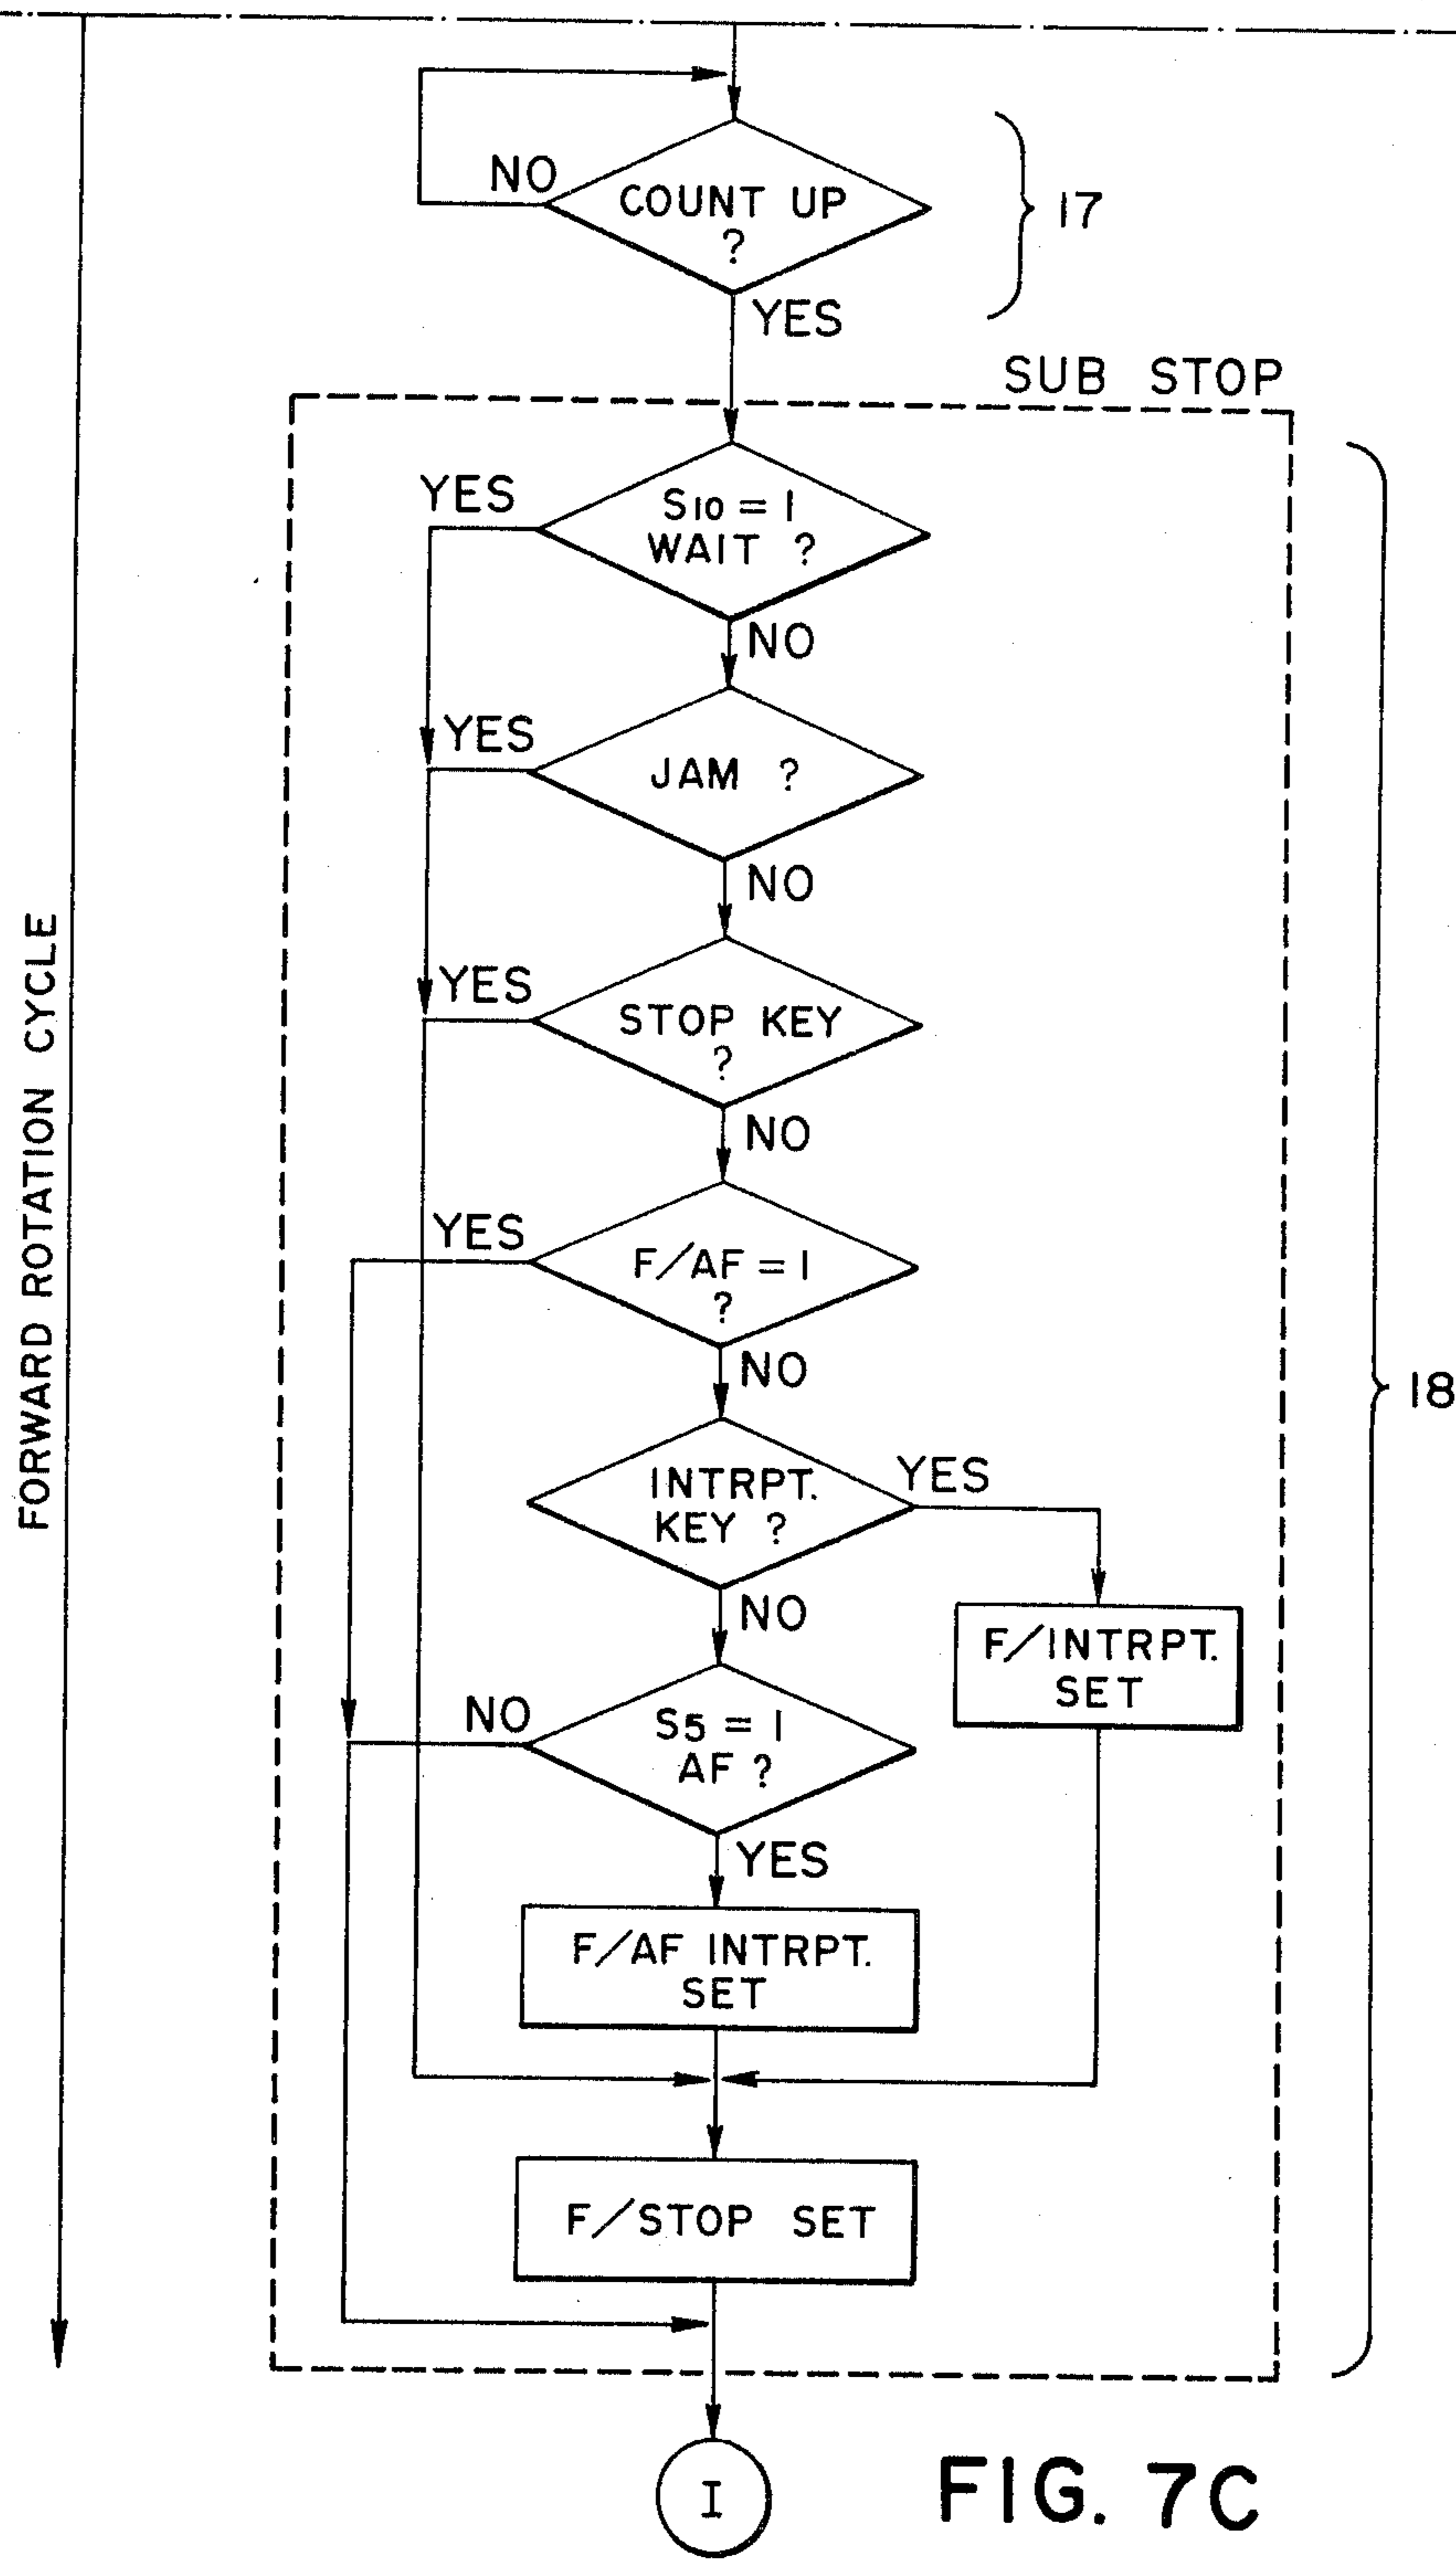 NO
COUNT UP
?
17
YES
SUB STOP
YES
S10 = 1
WAIT ?
NO
YES
JAM ?
NO
YES
STOP KEY
?
NO
FORWARD ROTATION CYCLE
YES
F/AF = 1
?
NO
18
INTRPT.
KEY ?
YES
NO
F/INTRPT.
SET
NO
S5 = 1
AF ?
YES
F/AF INTRPT.
SET
F/STOP SET
I
FIG. 7C